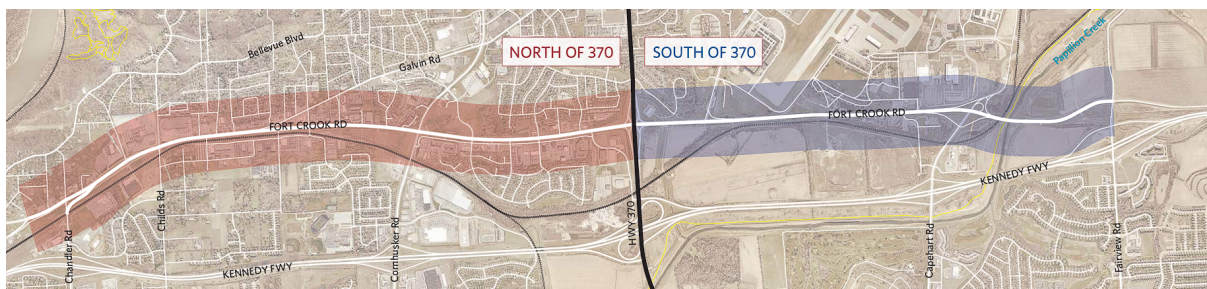 Bellevue Blvd
Galvin Rd
NORTH OF 370
SOUTH OF 370
Papillion Creek
FORT CROOK RD
FORT CROOK RD
KENNEDY FWY
Childs Rd
Chandler Rd
Cornhusker Rd
HWY 370
Capehart Rd
Fairview Rd
KENNEDY FWY